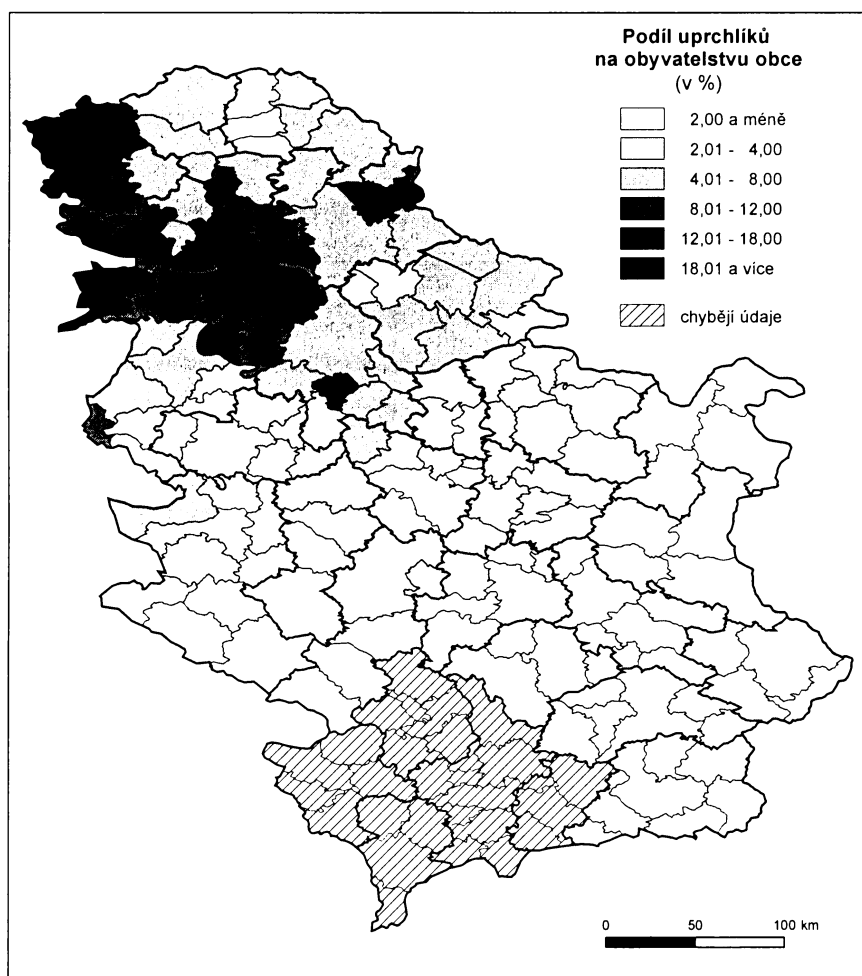 Podíl uprchlíků
na obyvatelstvu obce
(v %)
2,00 a méně
2,01 - 4,00
4,01 - 8,00
8,01 - 12,00
12,01 - 18,00
18,01 a více
chybějí údaje
0 50 100 km